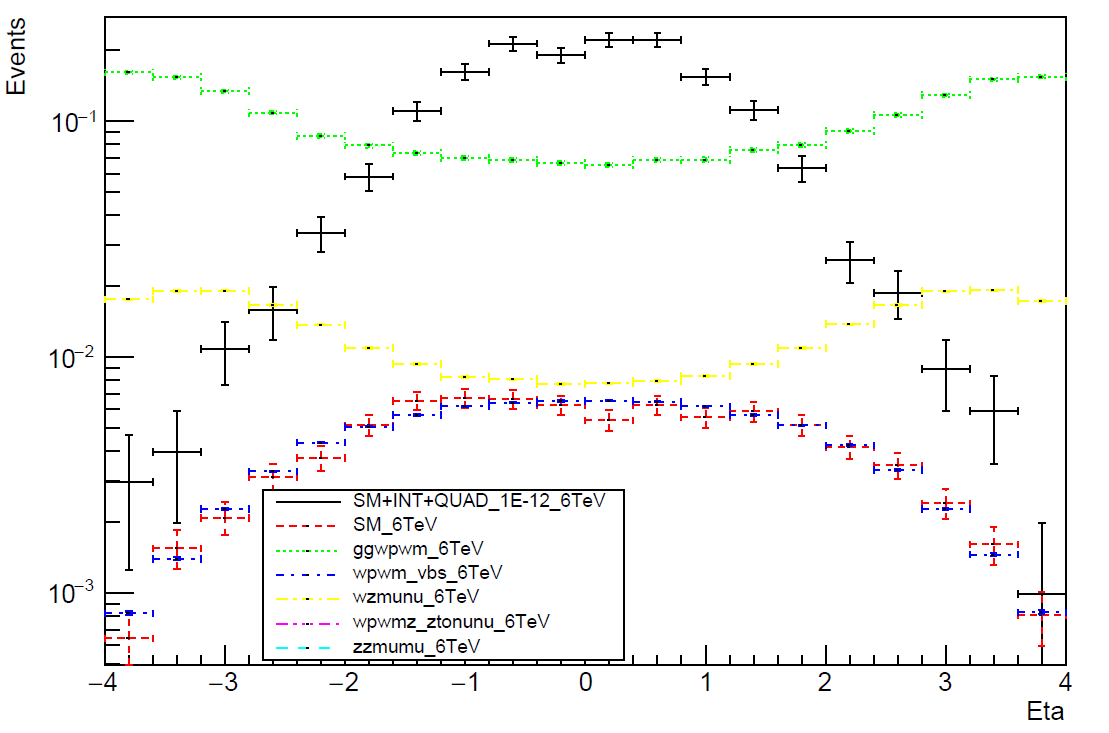 Events
10−1
10−2
10−3
SM+INT+QUAD_1E-12_6TeV
SM_6TeV
ggwpwm_6TeV
wpwm_vbs_6TeV
wzmunu_6TeV
wpwmz_ztonunu_6TeV
zzmumu_6TeV
−4 −3 −2 −1 0 1 2 3 4
Eta